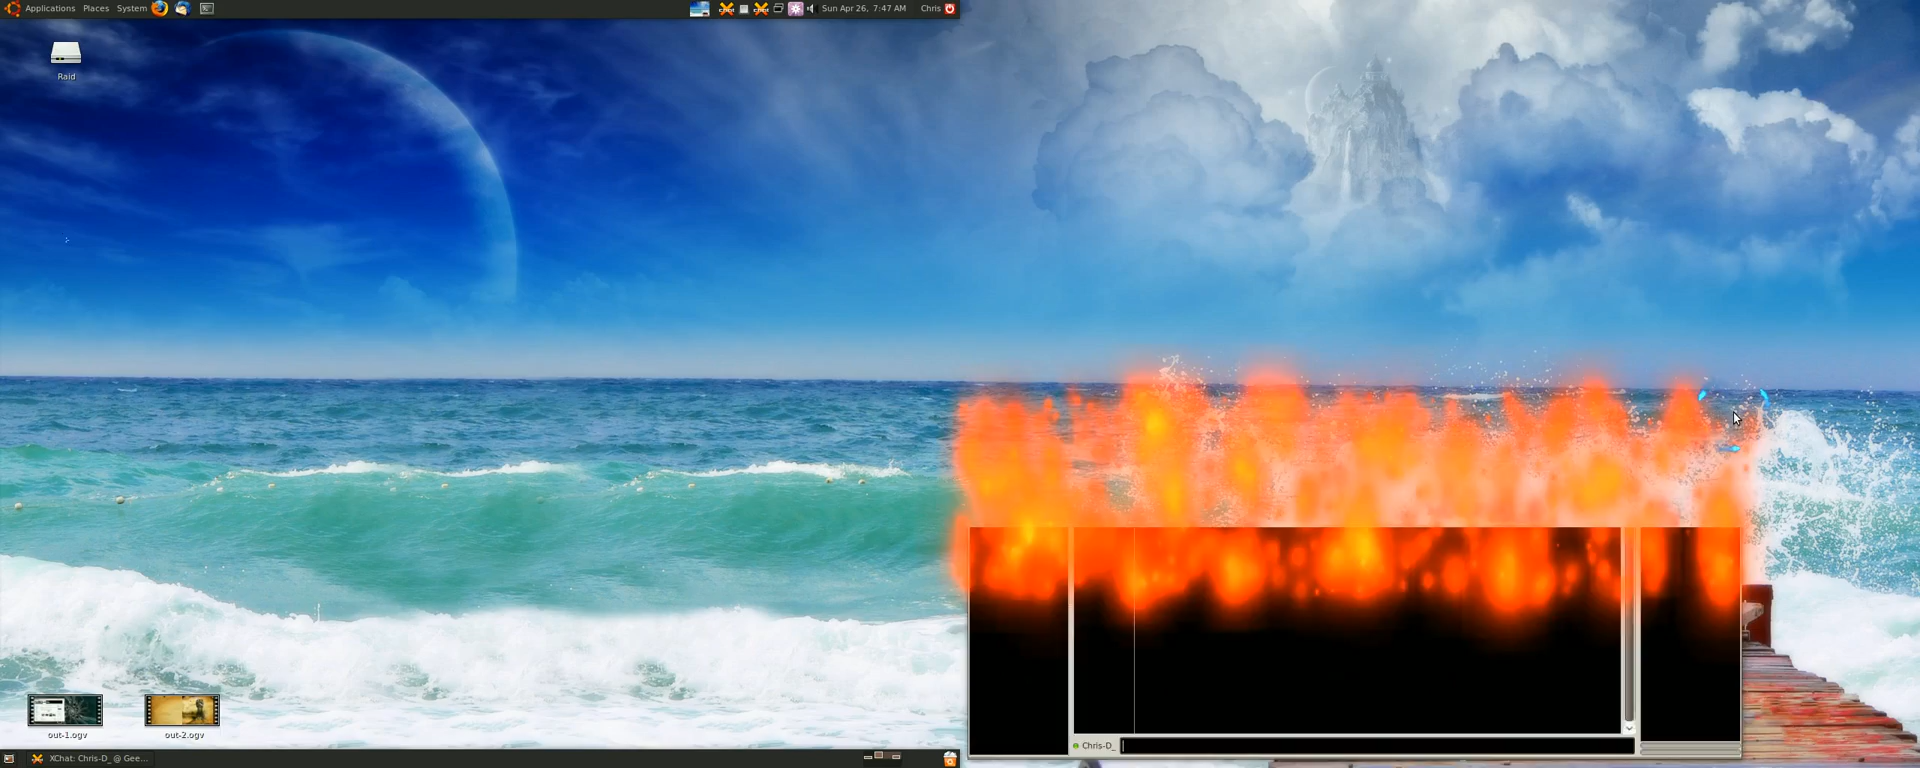 Applications Places System
Sun Apr 26, 7:47 AM Chris
Raid
out-1.ogv out-2.ogv
Chris-D_
XChat: Chris-D_ @ Gee...